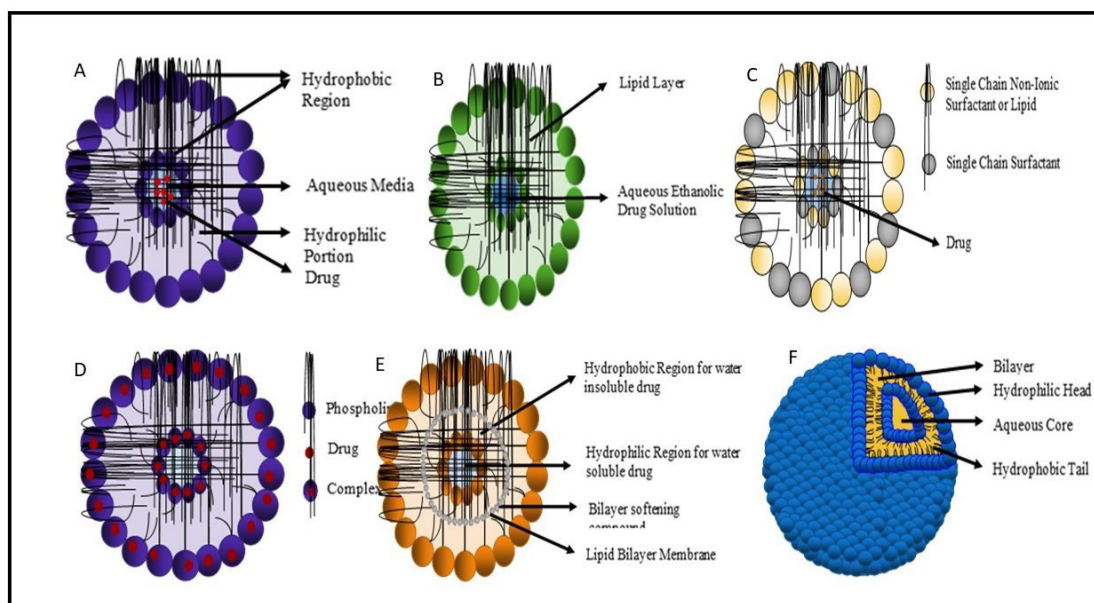 A
Hydrophobic
Region
Aqueous Media
Hydrophilic
Portion
Drug
B
Lipid Layer
Aqueous Ethanolic
Drug Solution
C
Single Chain Non-Ionic
Surfactant or Lipid
Single Chain Surfactant
Drug
D
Drug
Complex
E
Hydrophobic Region for water
insoluble drug
Hydrophilic Region for water
soluble drug
Bilayer softening
compound
Lipid Bilayer Membrane
F
Bilayer
Hydrophilic Head
Aqueous Core
Hydrophobic Tail